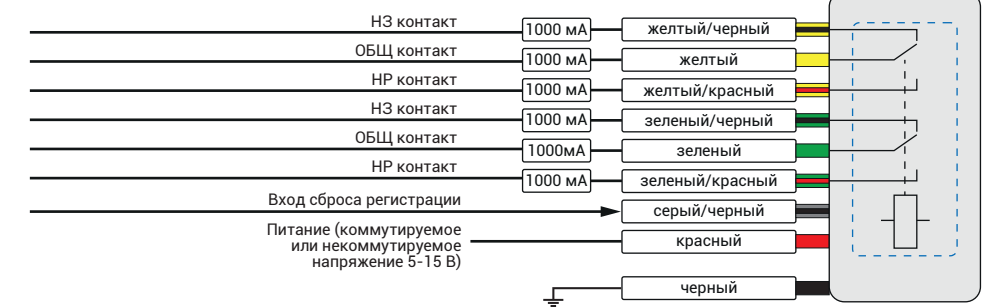 НЗ контакт 1000 мА желтый/черный
ОБЩ контакт 1000 мА желтый
НР контакт 1000 мА желтый/красный
НЗ контакт 1000 мА зеленый/черный
ОБЩ контакт 1000мА зеленый
НР контакт 1000 мА зеленый/красный
Вход сброса регистрации серый/черный
Питание (коммутируемое
или некоммутируемое
напряжение 5-15 В)
красный
черный